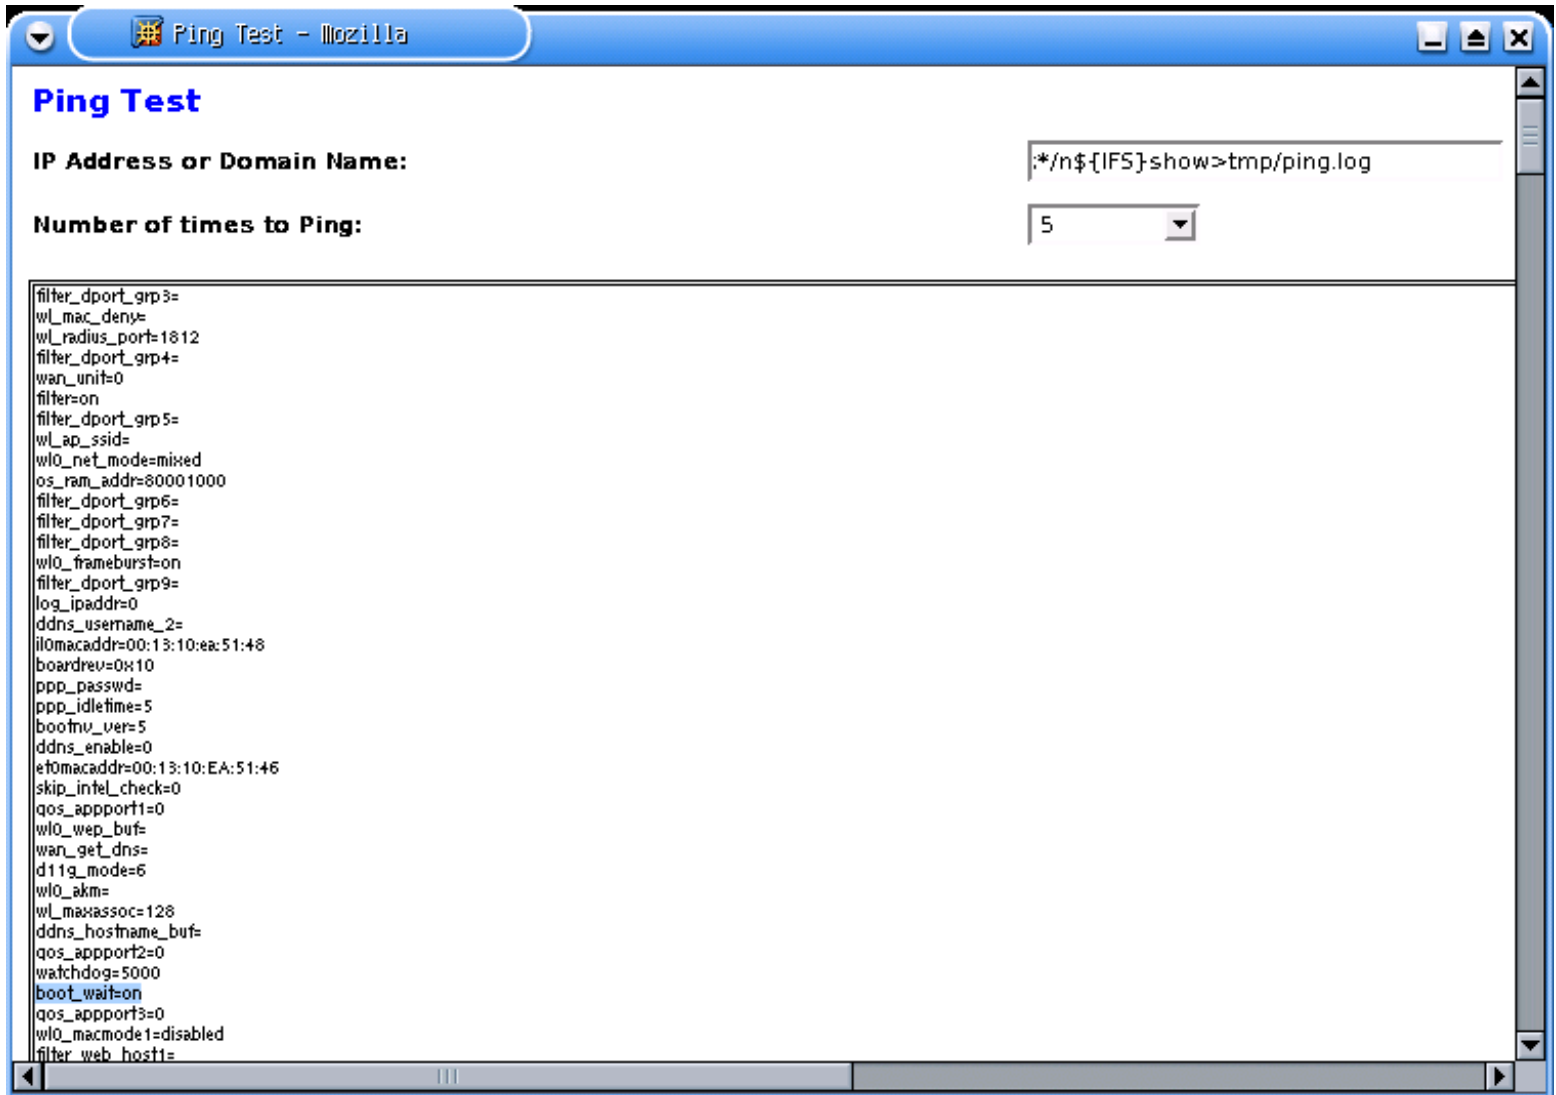 Ping Test - Mozilla
Ping Test
IP Address or Domain Name:
;*/n${IFS}show>tmp/ping.log
Number of times to Ping:
5
filter_dport_grp3=
wl_mac_deny=
wl_radius_port=1812
filter_dport_grp4=
wan_unit=0
filter=on
filter_dport_grp5=
wl_ap_ssid=
wl0_net_mode=mixed
os_ram_addr=80001000
filter_dport_grp6=
filter_dport_grp7=
filter_dport_grp8=
wl0_frameburst=on
filter_dport_grp9=
log_ipaddr=0
ddns_username_2=
il0macaddr=00:13:10:ea:51:48
boardrev=0x10
ppp_passwd=
ppp_idletime=5
bootnv_ver=5
ddns_enable=0
et0macaddr=00:13:10:EA:51:46
skip_intel_check=0
qos_appport1=0
wl0_wep_buf=
wan_get_dns=
d11g_mode=6
wl0_akm=
wl_maxassoc=128
ddns_hostname_buf=
qos_appport2=0
watchdog=5000
boot_wait=on
qos_appport3=0
wl0_macmode1=disabled
filter_web_host1=